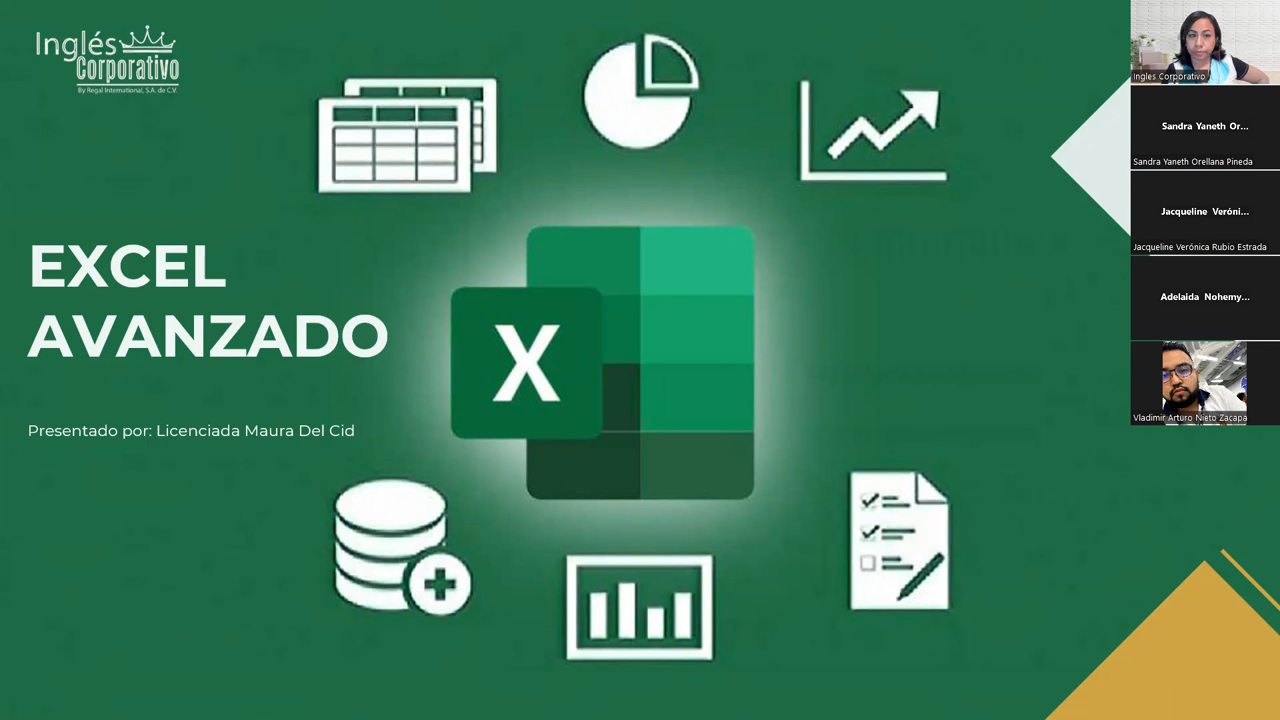 Inglés
Corporativo
By Regal International, S.A. de C.V.
EXCEL
AVANZADO
Presentado por: Licenciada Maura Del Cid
X
Ingles Corporativo
Sandra Yaneth Or...
Sandra Yaneth Orellana Pineda
Jacqueline Veróni...
Jacqueline Verónica Rubio Estrada
Adelaida Nohemy...
Vladimir Arturo Nieto Zacapa